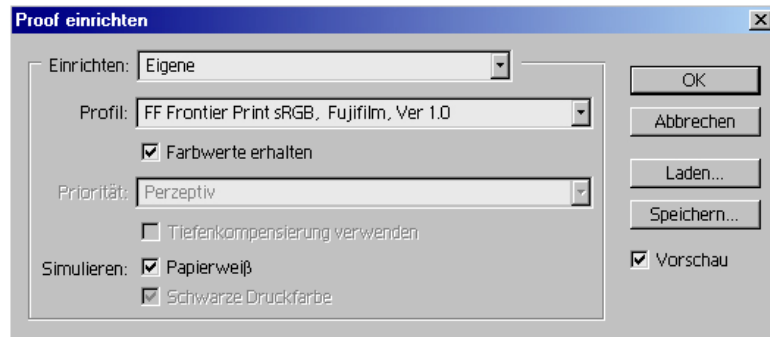 Proof einrichten
Einrichten: Eigene
OK
Profil: FF Frontier Print sRGB, Fujifilm, Ver 1.0
Abbrechen
Farbwerte erhalten
Laden...
Priorität: Perzeptiv
Speichern...
Tiefenkompensierung verwenden
Simulieren: Papierweiß
Vorschau
Schwarze Druckfarbe